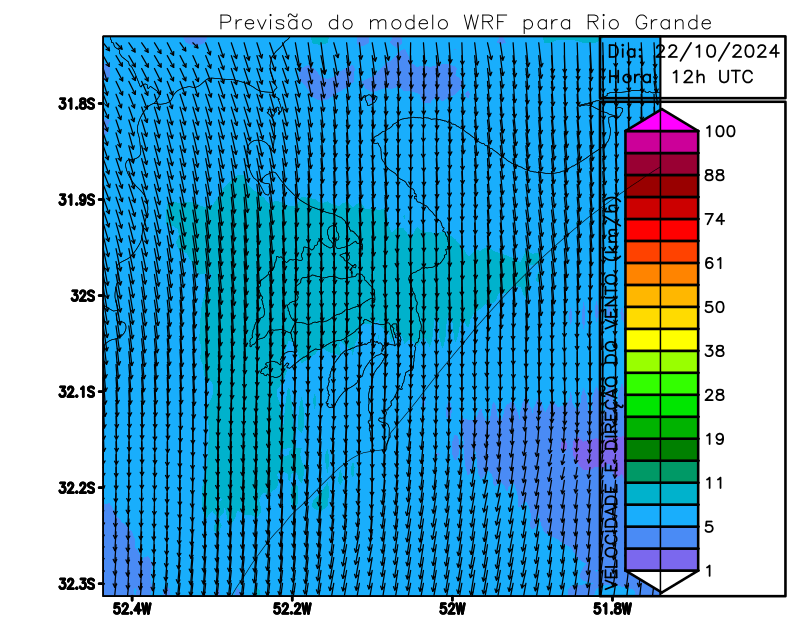 Previsão do modelo WRF para Rio Grande
Dia: 22/10/2024
Hora: 12h UTC
31.8S
31.9S
32S
32.1S
32.2S
32.3S
52.4W
52.2W
52W
51.8W
VELOCIDADE E DIREÇÃO DO VENTO (km/h)
100
88
74
61
50
38
28
19
11
5
1